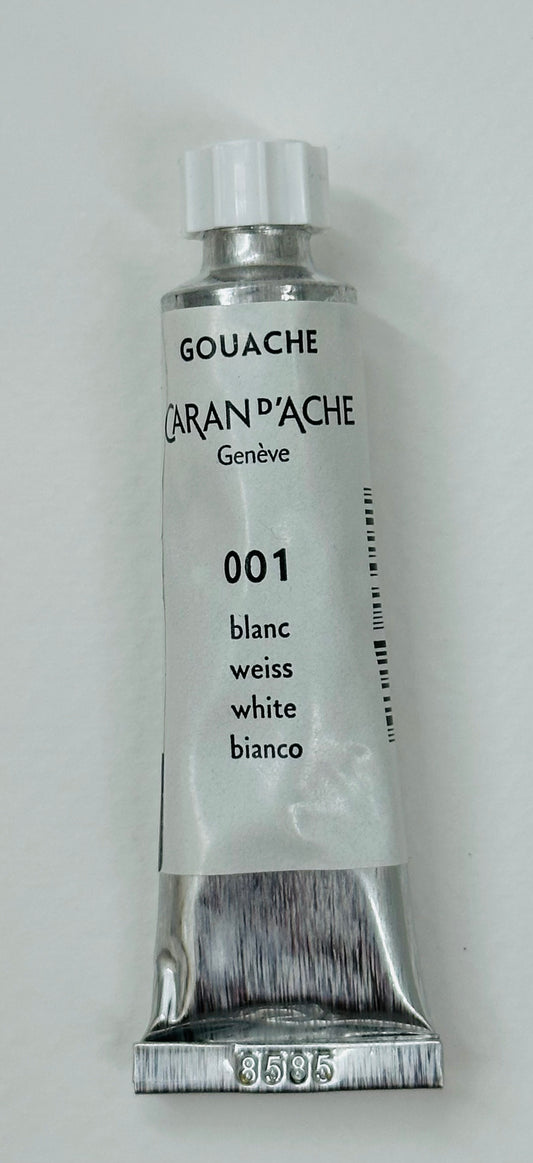 GOUACHE
CARAN D'ACHE
Genève
001
blanc
weiss
white
bianco
8585